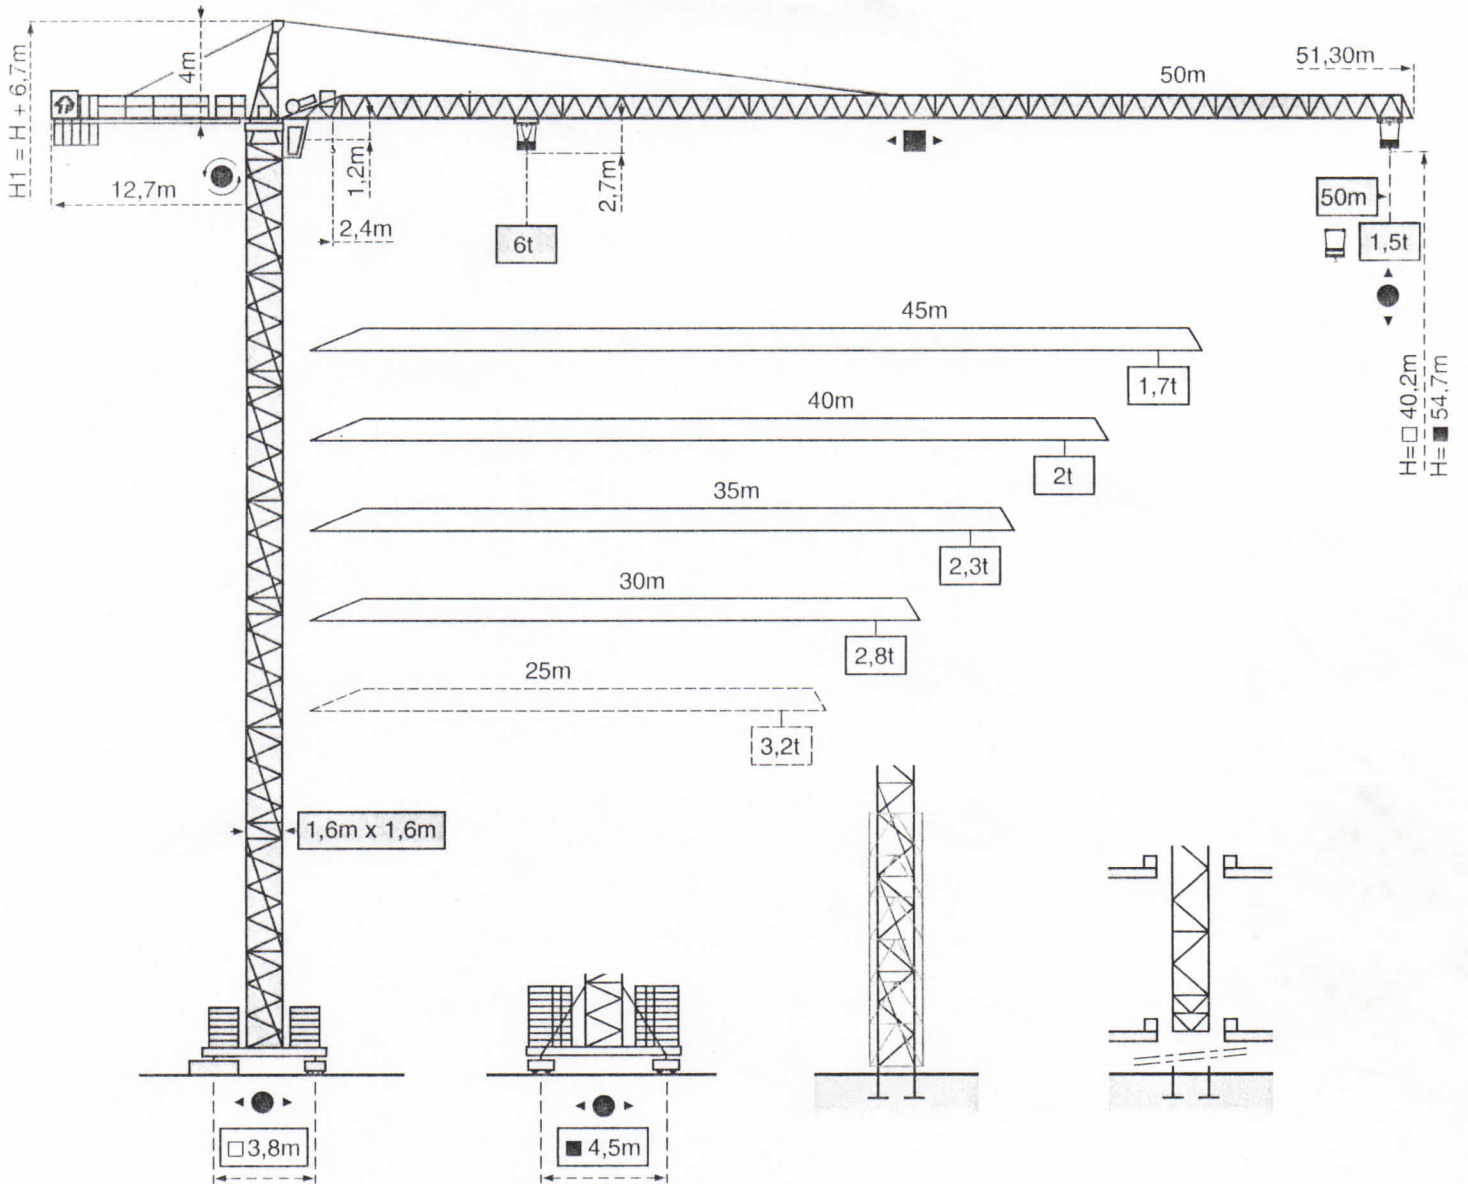 H1 = H + 6,7m
4m
50m
51,30m
12,7m
1,2m
2,4m
2,7m
6t
50m
1,5t
45m
1,7t
40m
2t
H= □ 40,2m
H= ■ 54,7m
35m
2,3t
30m
2,8t
25m
3,2t
1,6m x 1,6m
□ 3,8m
■ 4,5m